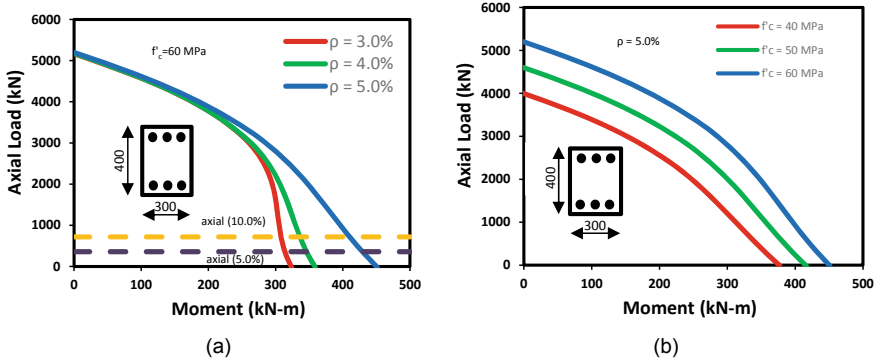 6000
5000
4000
3000
2000
1000
0
Axial Load (kN)
f'c=60 MPa
ρ = 3.0%
ρ = 4.0%
ρ = 5.0%
400
300
axial (10.0%)
axial (5.0%)
0 100 200 300 400 500
Moment (kN-m)
(a)
6000
5000
4000
3000
2000
1000
0
Axial Load (kN)
ρ = 5.0%
f'c = 40 MPa
f'c = 50 MPa
f'c = 60 MPa
400
300
0 100 200 300 400 500
Moment (kN-m)
(b)